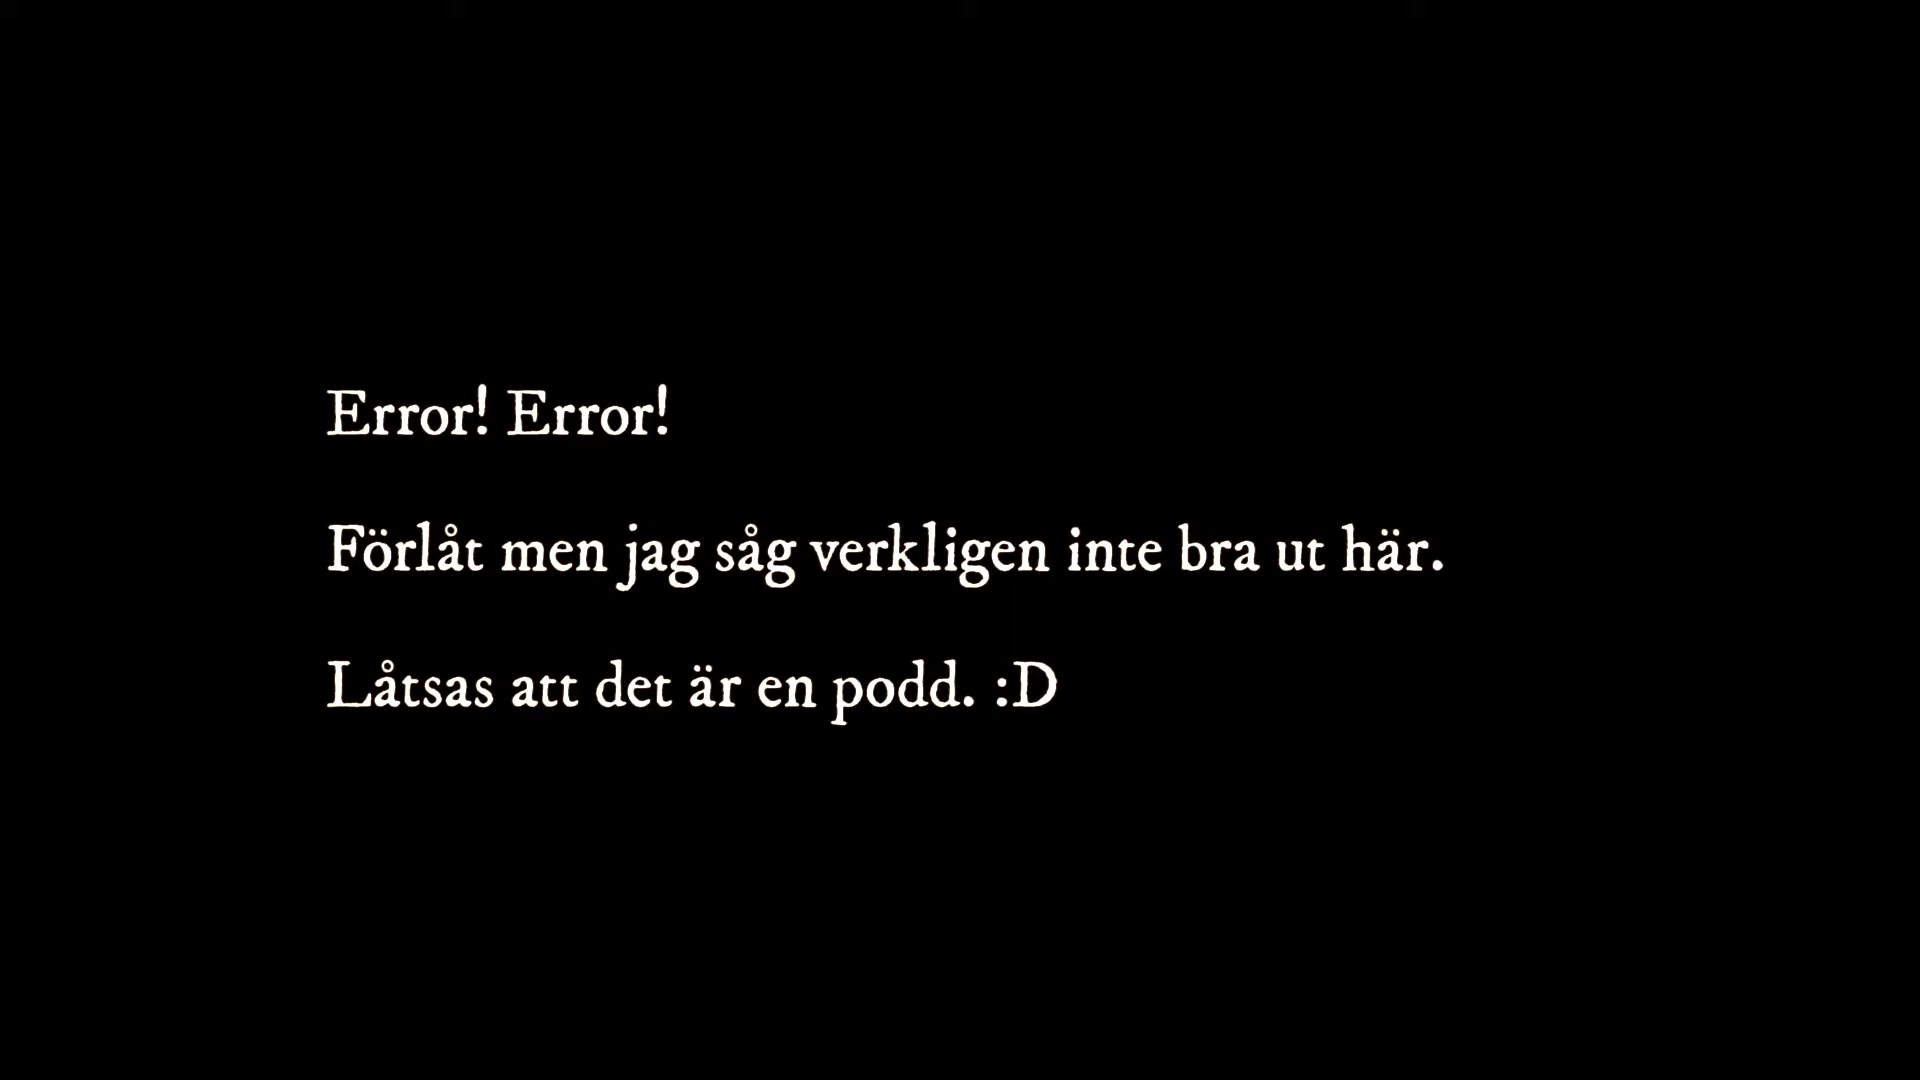 Error! Error!
Förlåt men jag såg verkligen inte bra ut här.
Låtsas att det är en podd. :D